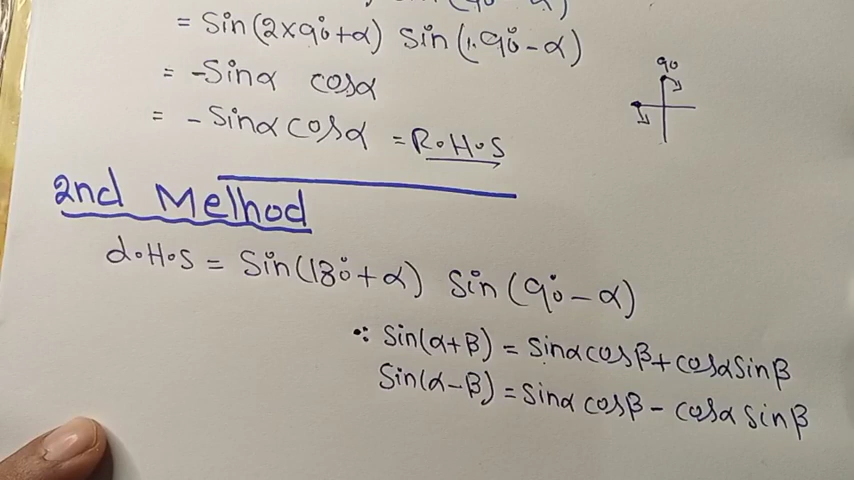 = Sin(2×90°+α) Sin(1.90°-α)
90
= -Sinα cosα
= - Sinα cosα = R.H.S
2nd Melhod
L.H.S = Sin(180°+α) Sin(90°-α)
∵ Sin(α+β) = Sinα cosβ + cosα Sinβ
Sin(α-β) = Sinα cosβ - cosα Sinβ